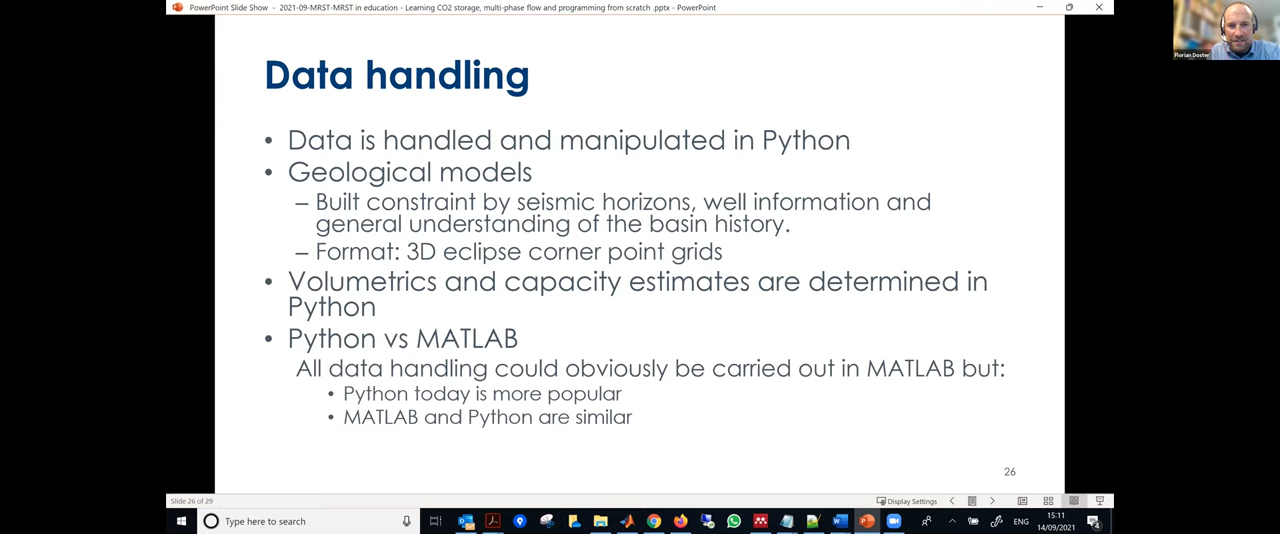 PowerPoint Slide Show - 2021-09-MRST-MRST in education - Learning CO2 storage, multi-phase flow and programming from scratch .pptx - PowerPoint
Florian Doster
Data handling
• Data is handled and manipulated in Python
• Geological models
– Built constraint by seismic horizons, well information and
general understanding of the basin history.
– Format: 3D eclipse corner point grids
• Volumetrics and capacity estimates are determined in
Python
• Python vs MATLAB
All data handling could obviously be carried out in MATLAB but:
• Python today is more popular
• MATLAB and Python are similar
26
Slide 26 of 29
Display Settings
Type here to search
ENG
15:11
14/09/2021
4